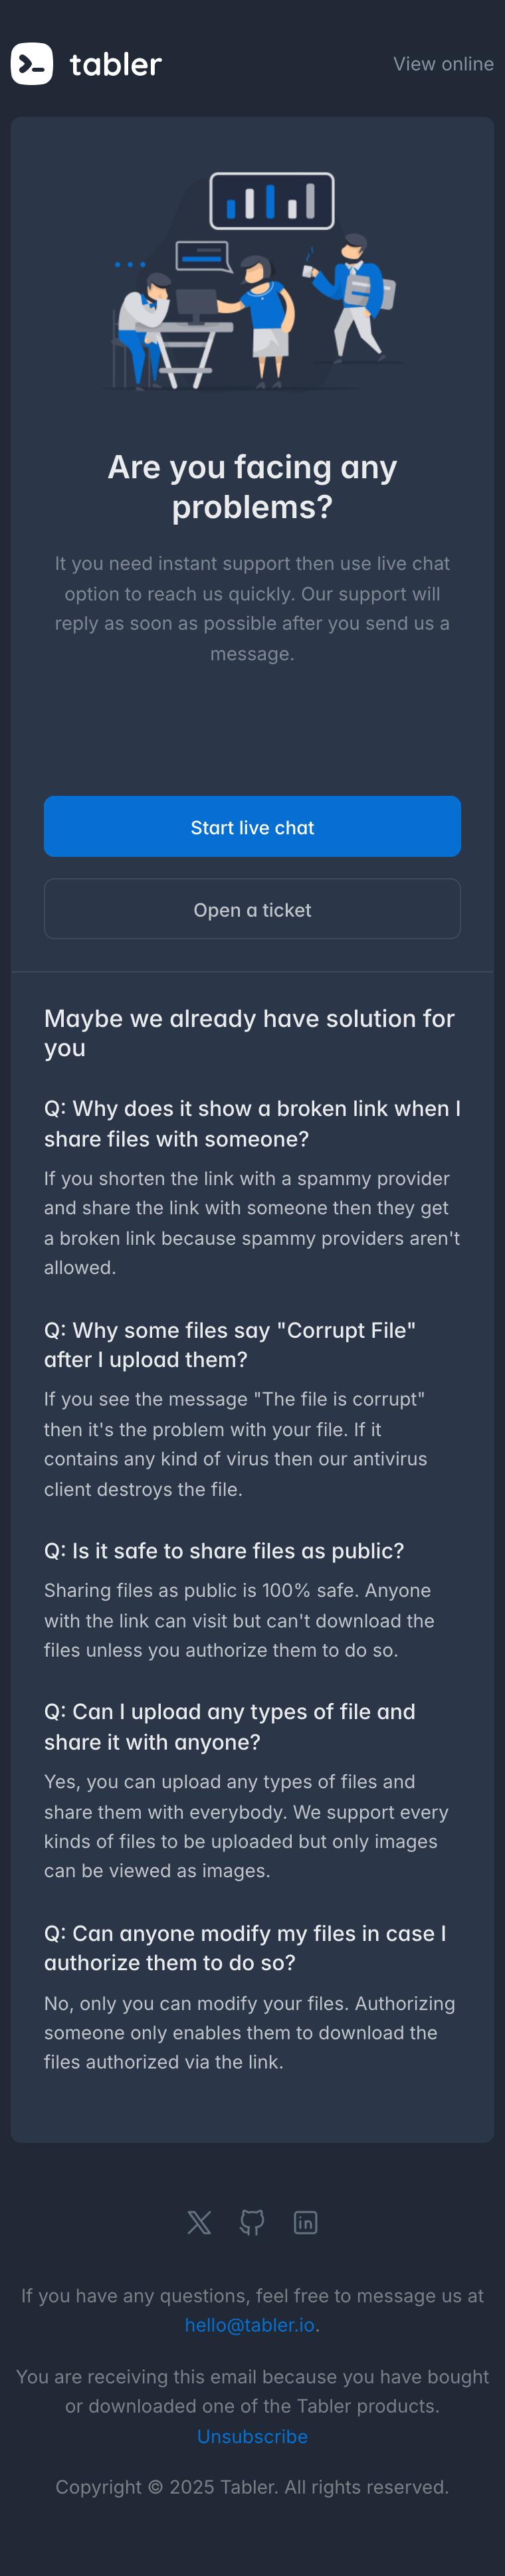 tabler
View online
Are you facing any
problems?
It you need instant support then use live chat
option to reach us quickly. Our support will
reply as soon as possible after you send us a
message.
Start live chat
Open a ticket
Maybe we already have solution for
you
Q: Why does it show a broken link when I
share files with someone?
If you shorten the link with a spammy provider
and share the link with someone then they get
a broken link because spammy providers aren't
allowed.
Q: Why some files say "Corrupt File"
after I upload them?
If you see the message "The file is corrupt"
then it's the problem with your file. If it
contains any kind of virus then our antivirus
client destroys the file.
Q: Is it safe to share files as public?
Sharing files as public is 100% safe. Anyone
with the link can visit but can't download the
files unless you authorize them to do so.
Q: Can I upload any types of file and
share it with anyone?
Yes, you can upload any types of files and
share them with everybody. We support every
kinds of files to be uploaded but only images
can be viewed as images.
Q: Can anyone modify my files in case I
authorize them to do so?
No, only you can modify your files. Authorizing
someone only enables them to download the
files authorized via the link.
If you have any questions, feel free to message us at
hello@tabler.io.
You are receiving this email because you have bought
or downloaded one of the Tabler products.
Unsubscribe
Copyright © 2025 Tabler. All rights reserved.